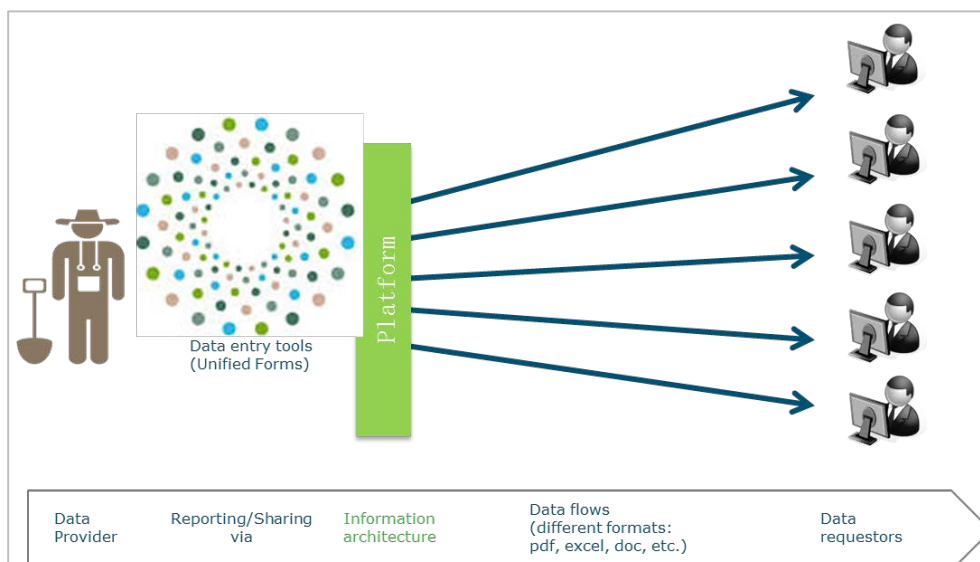 Data entry tools
(Unified Forms)
Platform
Data
Provider
Reporting/Sharing
via
Information
architecture
Data flows
(different formats:
pdf, excel, doc, etc.)
Data
requestors